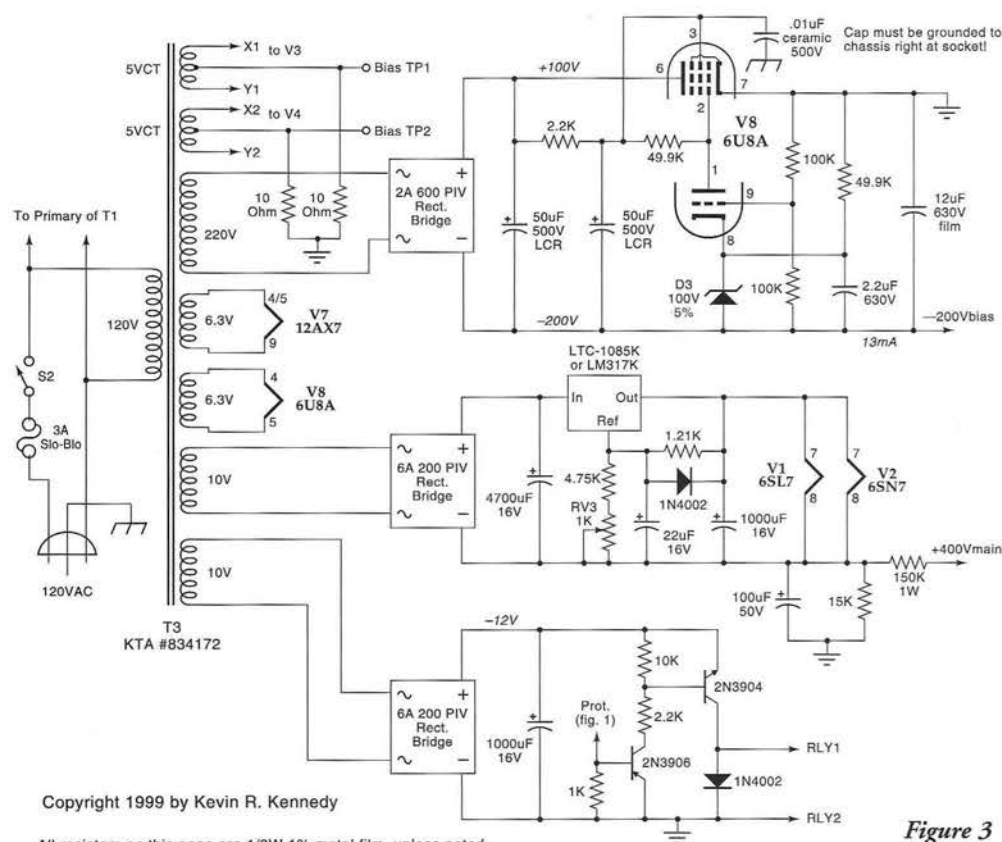 X1
to V3
5VCT
Bias TP1
Y1
X2
to V4
5VCT
Bias TP2
Y2
10
Ohm
10
Ohm
220V
To Primary of T1
120V
S2
3A
Slo-Blo
120VAC
6.3V
4/5
9
V7
12AX7
6.3V
4
5
V8
6U8A
10V
10V
T3
KTA #834172
2A 600 PIV
Rect.
Bridge
+
−
+100V
2.2K
49.9K
50uF
500V
LCR
50uF
500V
LCR
3
6
7
2
V8
6U8A
1
9
8
.01uF
ceramic
500V
Cap must be grounded to
chassis right at socket!
100K
49.9K
12uF
630V
film
100K
2.2uF
630V
D3
100V
5%
–200V
—200Vbias
13mA
LTC-1085K
or LM317K
In
Out
Ref
6A 200 PIV
Rect.
Bridge
+
−
4700uF
16V
4.75K
RV3
1K
1.21K
1N4002
22uF
16V
1000uF
16V
7
8
V1
6SL7
7
8
V2
6SN7
+400Vmain
150K
1W
100uF
50V
15K
6A 200 PIV
Rect.
Bridge
+
−
–12V
1000uF
16V
10K
2N3904
2.2K
Prot.
(fig. 1)
2N3906
1K
1N4002
RLY1
RLY2
Copyright 1999 by Kevin R. Kennedy
Figure 3